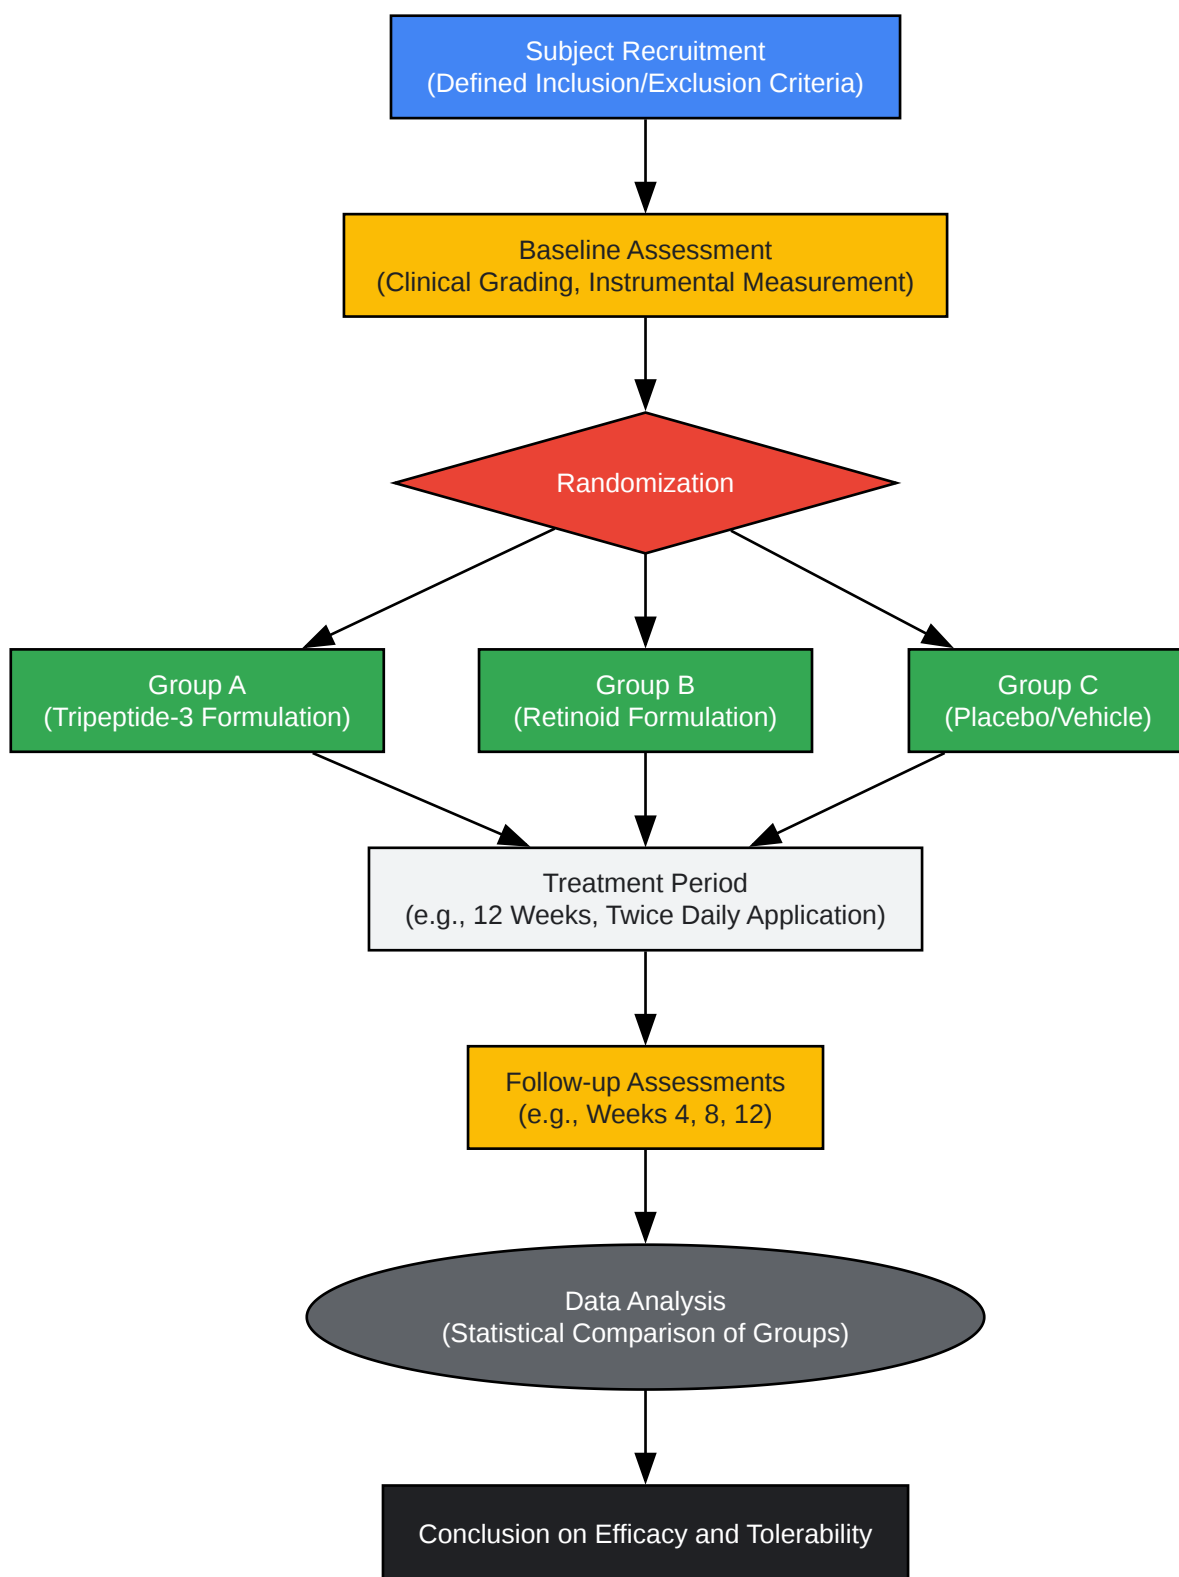 Subject Recruitment
(Defined Inclusion/Exclusion Criteria)
Baseline Assessment
(Clinical Grading, Instrumental Measurement)
Randomization
Group A
(Tripeptide-3 Formulation)
Group B
(Retinoid Formulation)
Group C
(Placebo/Vehicle)
Treatment Period
(e.g., 12 Weeks, Twice Daily Application)
Follow-up Assessments
(e.g., Weeks 4, 8, 12)
Data Analysis
(Statistical Comparison of Groups)
Conclusion on Efficacy and Tolerability